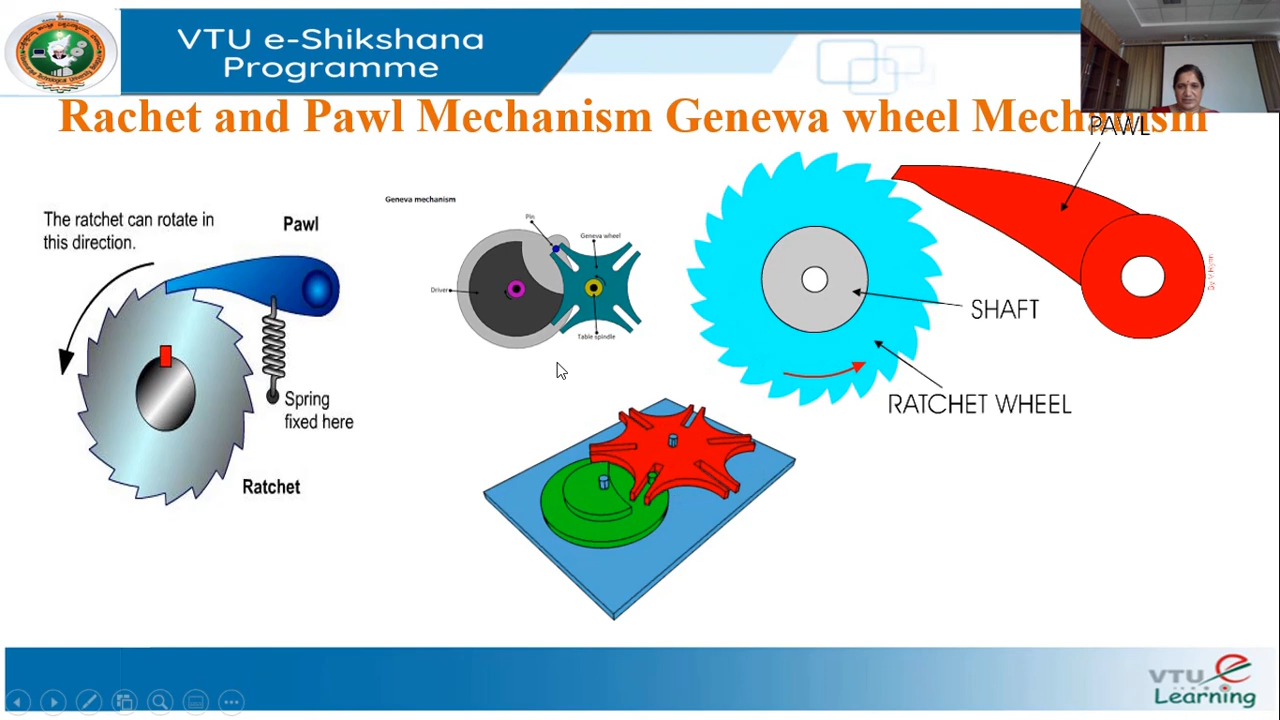 VTU e-Shikshana
Programme
Rachet and Pawl Mechanism Genewa wheel Mechanism
PAWL
The ratchet can rotate in
this direction.
Pawl
Spring
fixed here
Ratchet
Geneva mechanism
Pin
Geneva wheel
Driver
Table spindle
SHAFT
RATCHET WHEEL
VTU e
Learning